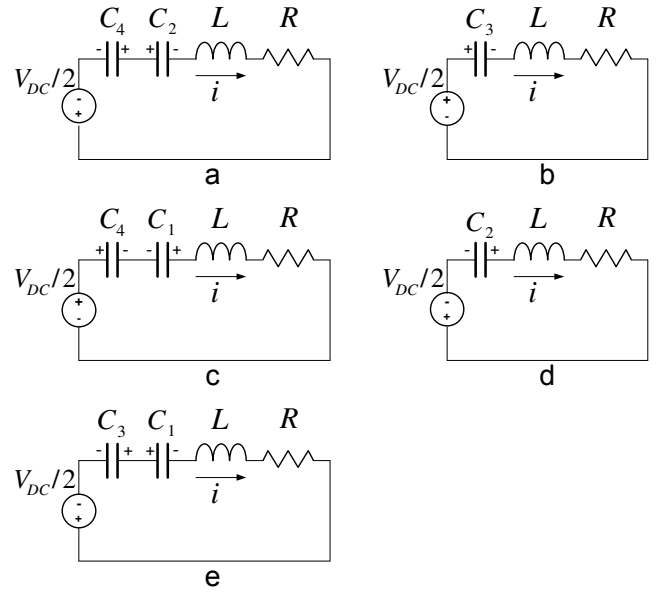 C₄ C₂ L R
- + + -
V_DC/2
-
+
i
a
C₃ L R
+ -
V_DC/2
+
-
i
b
C₄ C₁ L R
+ - - +
V_DC/2
+
-
i
c
C₂ L R
- +
V_DC/2
-
+
i
d
C₃ C₁ L R
- + + -
V_DC/2
-
+
i
e